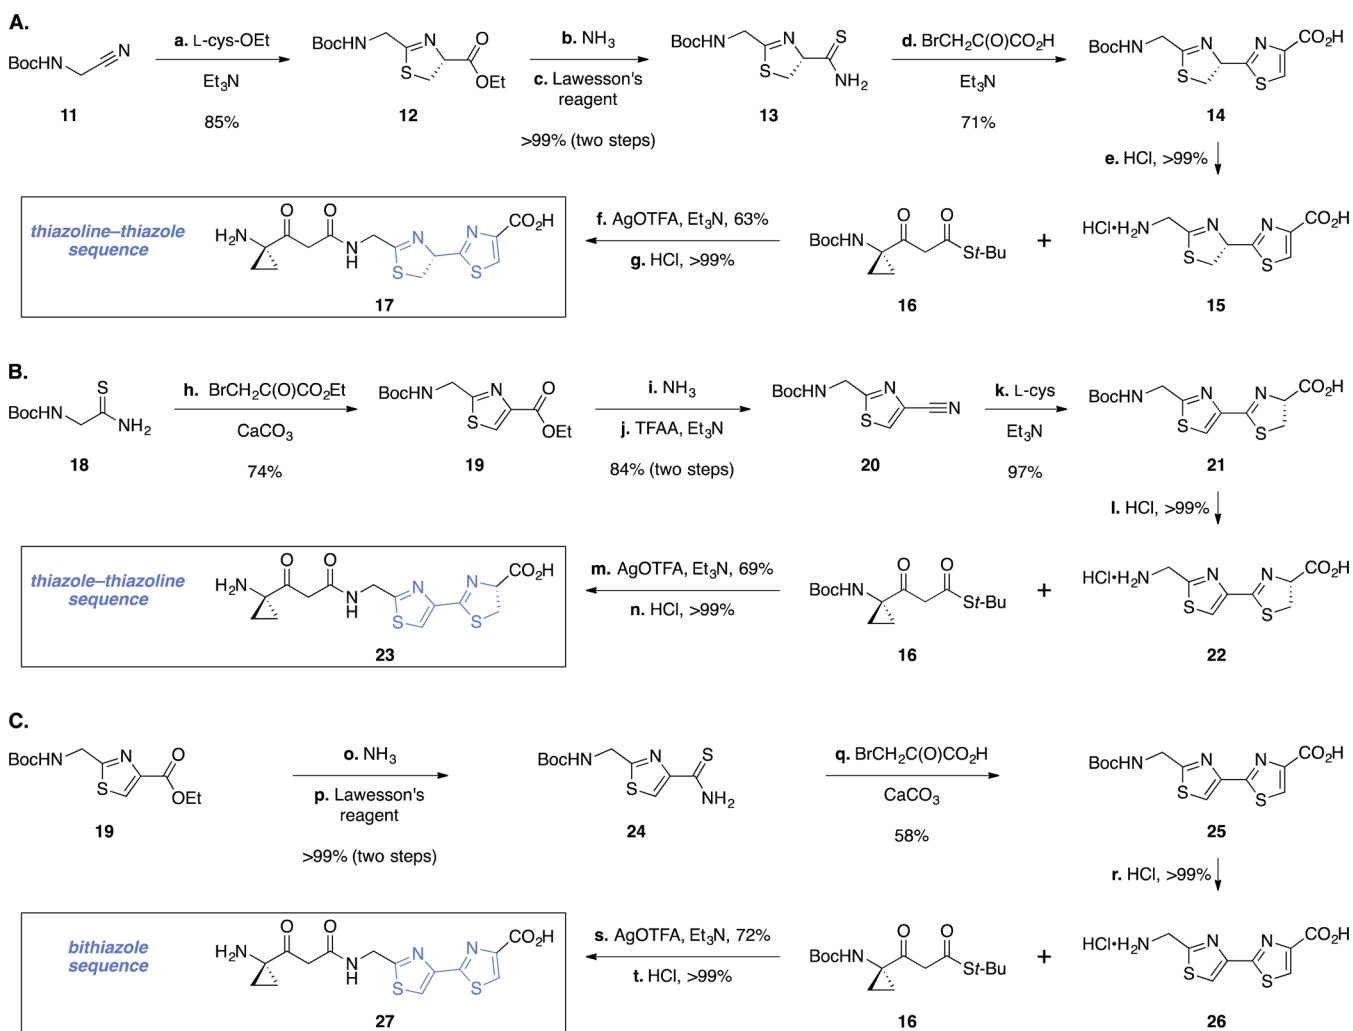 A.
BocHN N
11
a. L-cys-OEt
Et3N
85%
BocHN N O S OEt
12
b. NH3
c. Lawesson's
reagent
>99% (two steps)
BocHN N S S NH2
13
d. BrCH2C(O)CO2H
Et3N
71%
BocHN N N CO2H S S
14
e. HCl, >99%
thiazoline–thiazole
sequence
H2N O O N H N N CO2H S S
17
f. AgOTFA, Et3N, 63%
g. HCl, >99%
BocHN O O St-Bu
16
+
HCl•H2N N N CO2H S S
15
B.
BocHN S NH2
18
h. BrCH2C(O)CO2Et
CaCO3
74%
BocHN N O S OEt
19
i. NH3
j. TFAA, Et3N
84% (two steps)
BocHN N S N
20
k. L-cys
Et3N
97%
BocHN N N CO2H S S
21
l. HCl, >99%
thiazole–thiazoline
sequence
H2N O O N H N N CO2H S S
23
m. AgOTFA, Et3N, 69%
n. HCl, >99%
BocHN O O St-Bu
16
+
HCl•H2N N N CO2H S S
22
C.
BocHN N O S OEt
19
o. NH3
p. Lawesson's
reagent
>99% (two steps)
BocHN N S S NH2
24
q. BrCH2C(O)CO2H
CaCO3
58%
BocHN N N CO2H S S
25
r. HCl, >99%
bithiazole
sequence
H2N O O N H N N CO2H S S
27
s. AgOTFA, Et3N, 72%
t. HCl, >99%
BocHN O O St-Bu
16
+
HCl•H2N N N CO2H S S
26